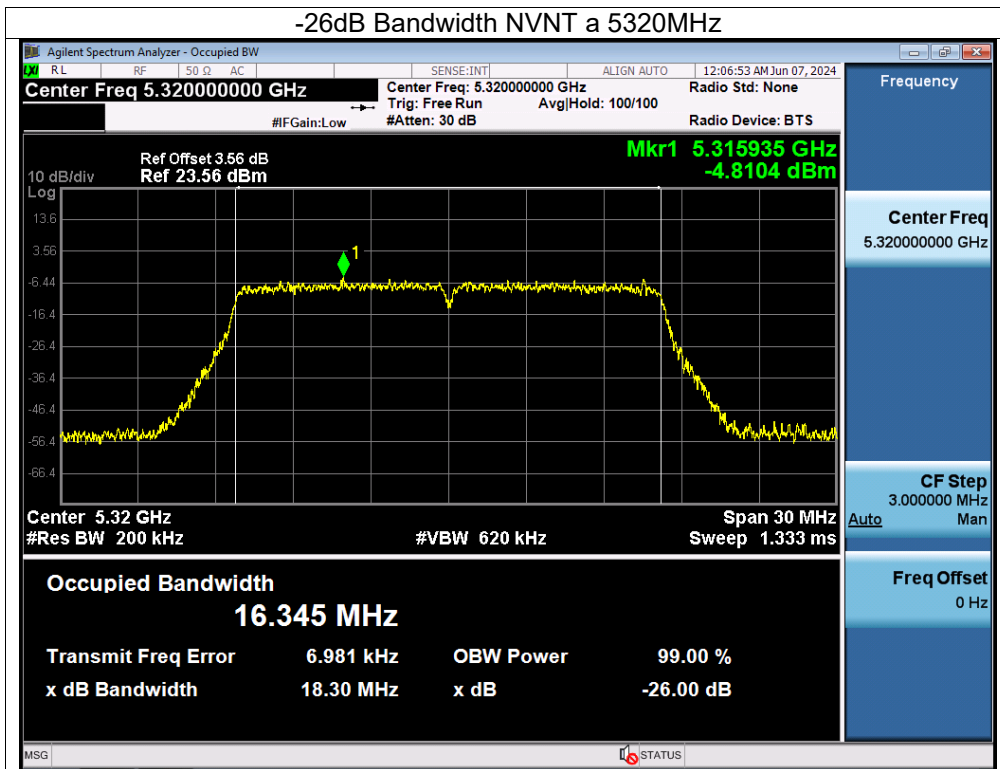 -26dB Bandwidth NVNT a 5320MHz
Agilent Spectrum Analyzer - Occupied BW
LXI RL RF 50 Ω AC SENSE:INT ALIGN AUTO 12:06:53 AM Jun 07, 2024
Center Freq 5.320000000 GHz
Center Freq: 5.320000000 GHz
Radio Std: None
Trig: Free Run Avg|Hold: 100/100
#IFGain:Low #Atten: 30 dB Radio Device: BTS
Frequency
Mkr1 5.315935 GHz
-4.8104 dBm
Ref Offset 3.56 dB
10 dB/div Ref 23.56 dBm
Log
13.6
3.56
-6.44
-16.4
-26.4
-36.4
-46.4
-56.4
-66.4
1
Center 5.32 GHz Span 30 MHz
#Res BW 200 kHz #VBW 620 kHz Sweep 1.333 ms
Center Freq
5.320000000 GHz
CF Step
3.000000 MHz
Auto Man
Freq Offset
0 Hz
Occupied Bandwidth
16.345 MHz
Transmit Freq Error 6.981 kHz OBW Power 99.00 %
x dB Bandwidth 18.30 MHz x dB -26.00 dB
MSG STATUS